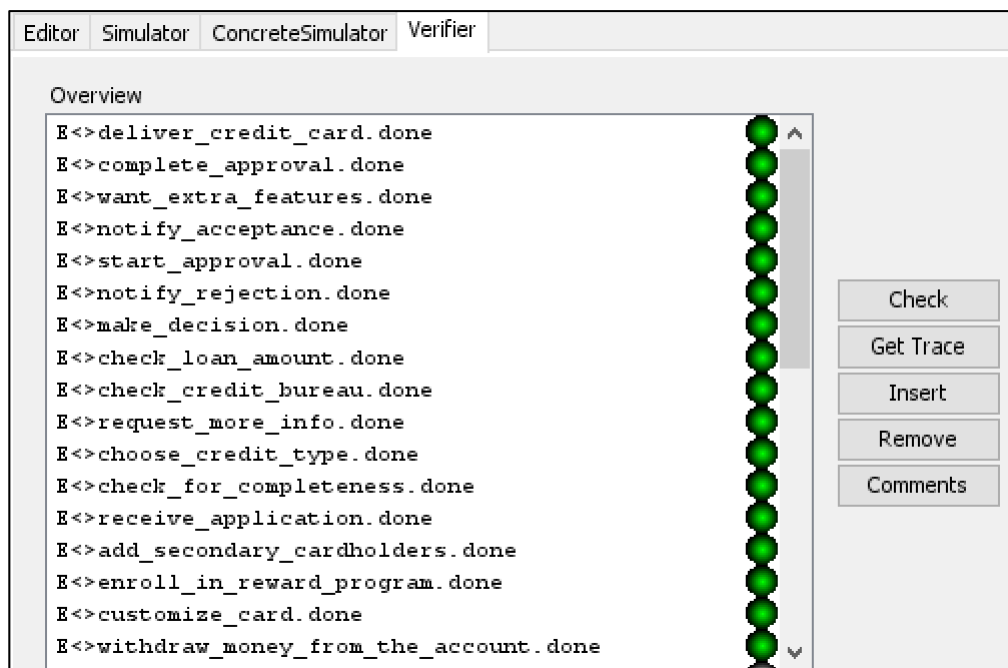 Editor Simulator ConcreteSimulator Verifier
Overview
E<>deliver_credit_card.done
E<>complete_approval.done
E<>want_extra_features.done
E<>notify_acceptance.done
E<>start_approval.done
E<>notify_rejection.done
E<>make_decision.done
E<>check_loan_amount.done
E<>check_credit_bureau.done
E<>request_more_info.done
E<>choose_credit_type.done
E<>check_for_completeness.done
E<>receive_application.done
E<>add_secondary_cardholders.done
E<>enroll_in_reward_program.done
E<>customize_card.done
E<>withdraw_money_from_the_account.done
Check
Get Trace
Insert
Remove
Comments